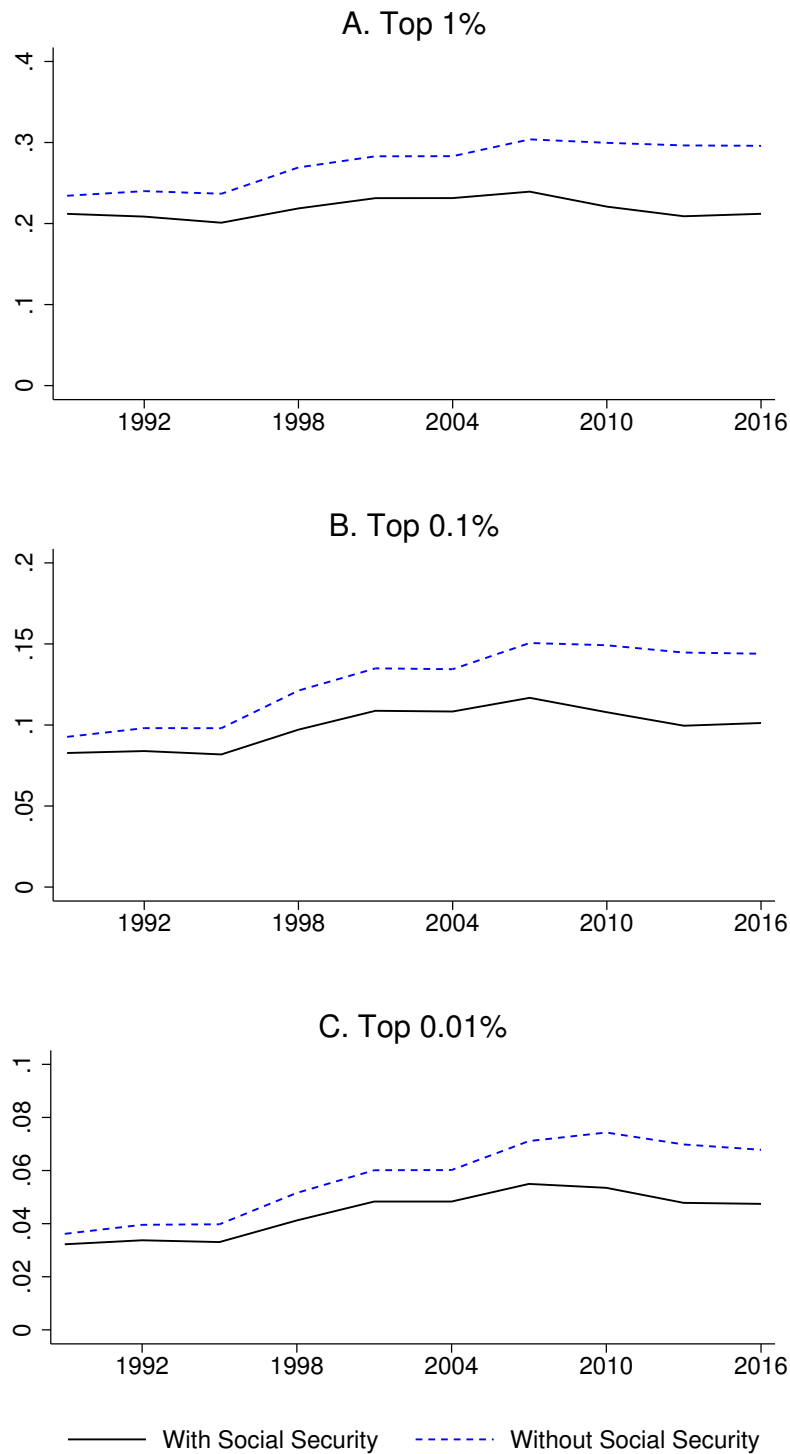 A. Top 1%
.4
.3
.2
.1
0
1992 1998 2004 2010 2016
B. Top 0.1%
.2
.15
.1
.05
0
1992 1998 2004 2010 2016
C. Top 0.01%
.1
.08
.06
.04
.02
0
1992 1998 2004 2010 2016
With Social Security Without Social Security